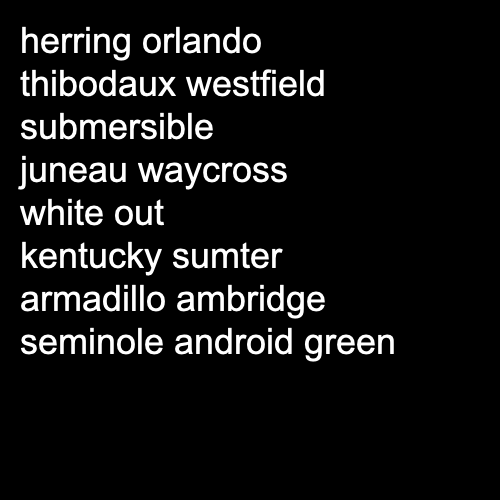 herring orlando
thibodaux westfield
submersible
juneau waycross
white out
kentucky sumter
armadillo ambridge
seminole android green